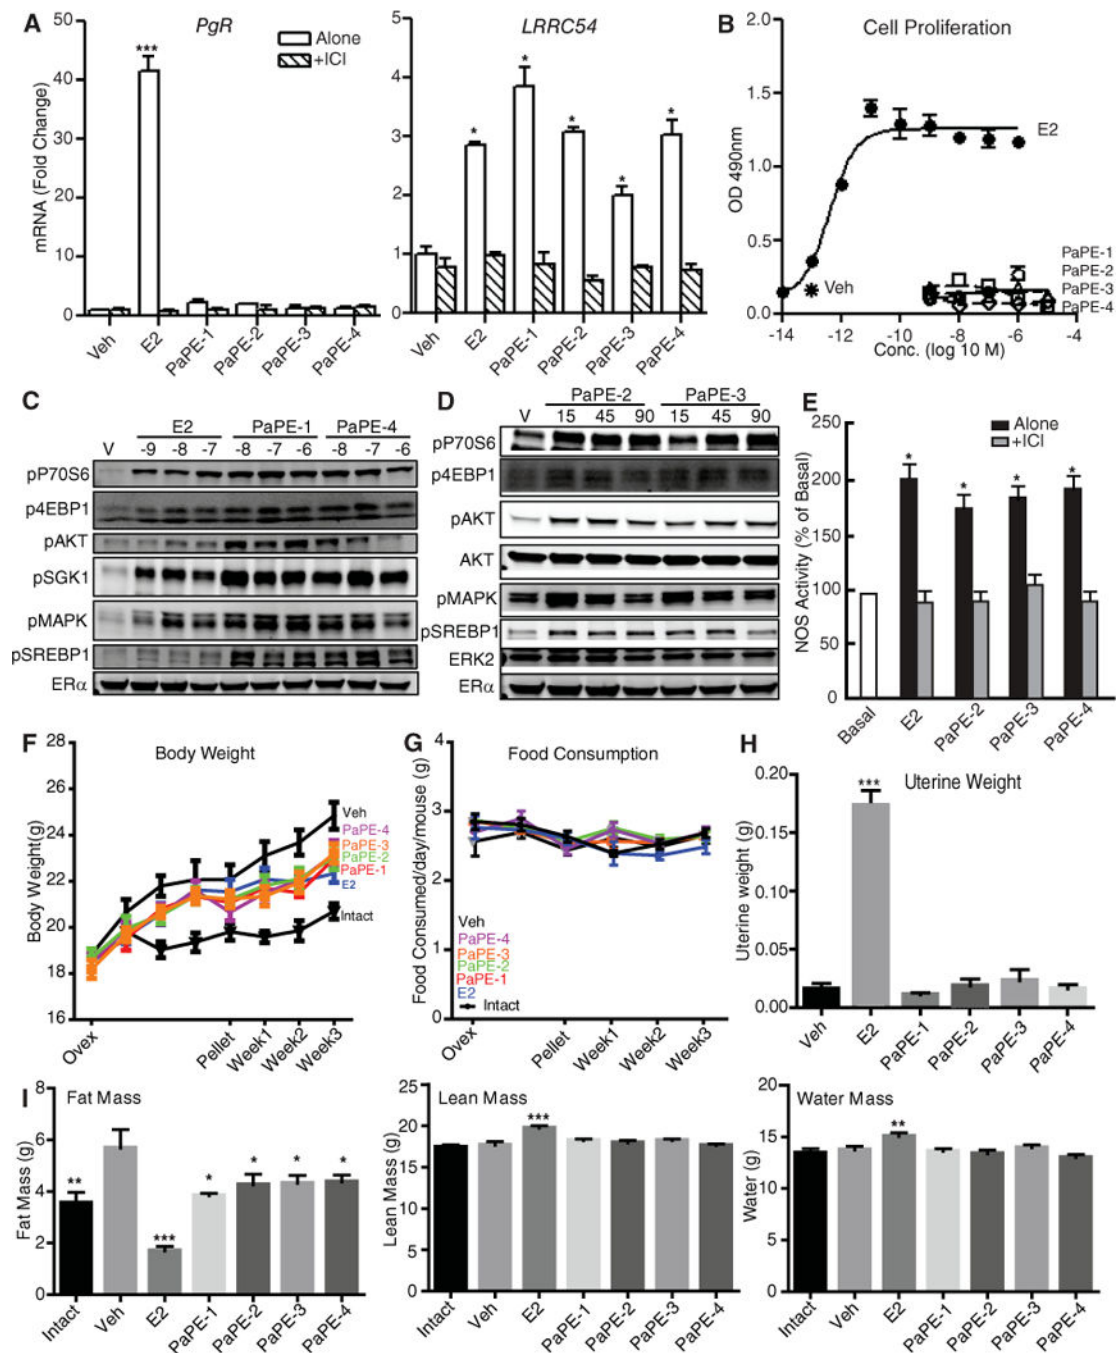 A
PgR
Alone
+ICI
***
mRNA (Fold Change)
50
40
30
20
10
0
Veh
E2
PaPE-1
PaPE-2
PaPE-3
PaPE-4
LRRC54
5
4
3
2
1
0
*
*
*
*
*
Veh
E2
PaPE-1
PaPE-2
PaPE-3
PaPE-4
B
Cell Proliferation
OD 490nm
2.0
1.5
1.0
0.5
0.0
E2
Veh
PaPE-1
PaPE-2
PaPE-3
PaPE-4
-14
-12
-10
-8
-6
-4
Conc. (log 10 M)
C
E2
PaPE-1
PaPE-4
V -9 -8 -7 -8 -7 -6 -8 -7 -6
pP70S6
p4EBP1
pAKT
pSGK1
pMAPK
pSREBP1
ERα
D
PaPE-2
PaPE-3
V 15 45 90 15 45 90
pP70S6
p4EBP1
pAKT
AKT
pMAPK
pSREBP1
ERK2
ERα
E
Alone
+ICI
NOS Activity (% of Basal)
250
200
150
100
50
0
*
*
*
*
Basal
E2
PaPE-2
PaPE-3
PaPE-4
F
Body Weight
Body Weight(g)
28
26
24
22
20
18
16
Veh
PaPE-4
PaPE-3
PaPE-2
PaPE-1
E2
Intact
Ovex
Pellet
Week1
Week2
Week3
G
Food Consumption
Food Consumed/day/mouse (g)
4
3
2
1
0
Veh
PaPE-4
PaPE-3
PaPE-2
PaPE-1
E2
Intact
Ovex
Pellet
Week1
Week2
Week3
H
Uterine Weight
Uterine weight (g)
0.20
0.15
0.10
0.05
0.00
***
Veh
E2
PaPE-1
PaPE-2
PaPE-3
PaPE-4
I
Fat Mass
Fat Mass (g)
8
6
4
2
0
**
***
*
*
*
*
Intact
Veh
E2
PaPE-1
PaPE-2
PaPE-3
PaPE-4
Lean Mass
Lean Mass (g)
25
20
15
10
5
0
***
Intact
Veh
E2
PaPE-1
PaPE-2
PaPE-3
PaPE-4
Water Mass
Water (g)
20
15
10
5
0
**
Intact
Veh
E2
PaPE-1
PaPE-2
PaPE-3
PaPE-4